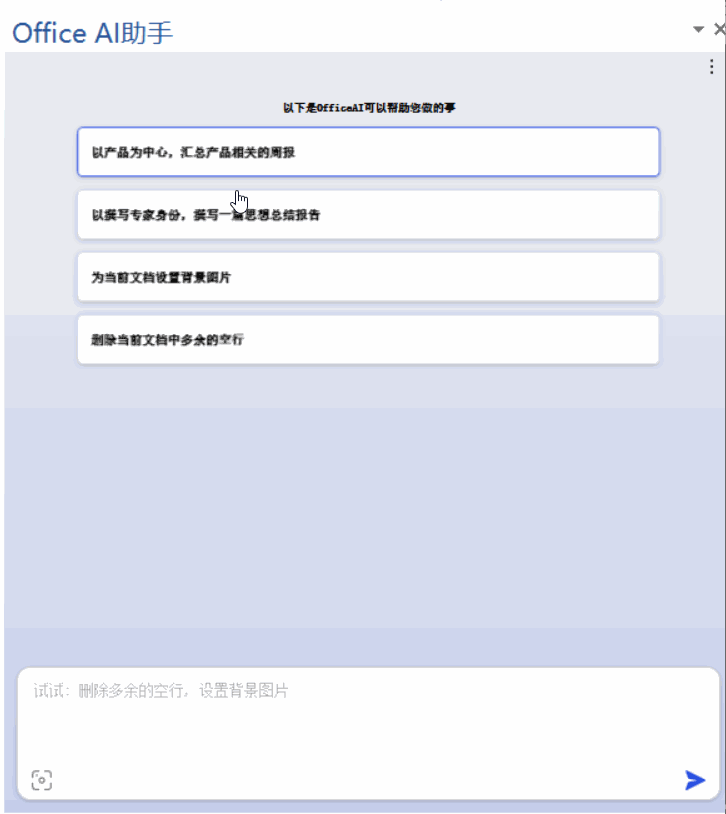 Office AI助手
以下是OfficeAI可以帮助您做的事
以产品为中心，汇总产品相关的周报
以撰写专家身份，撰写一篇思想总结报告
为当前文档设置背景图片
删除当前文档中多余的空行
试试：删除多余的空行，设置背景图片